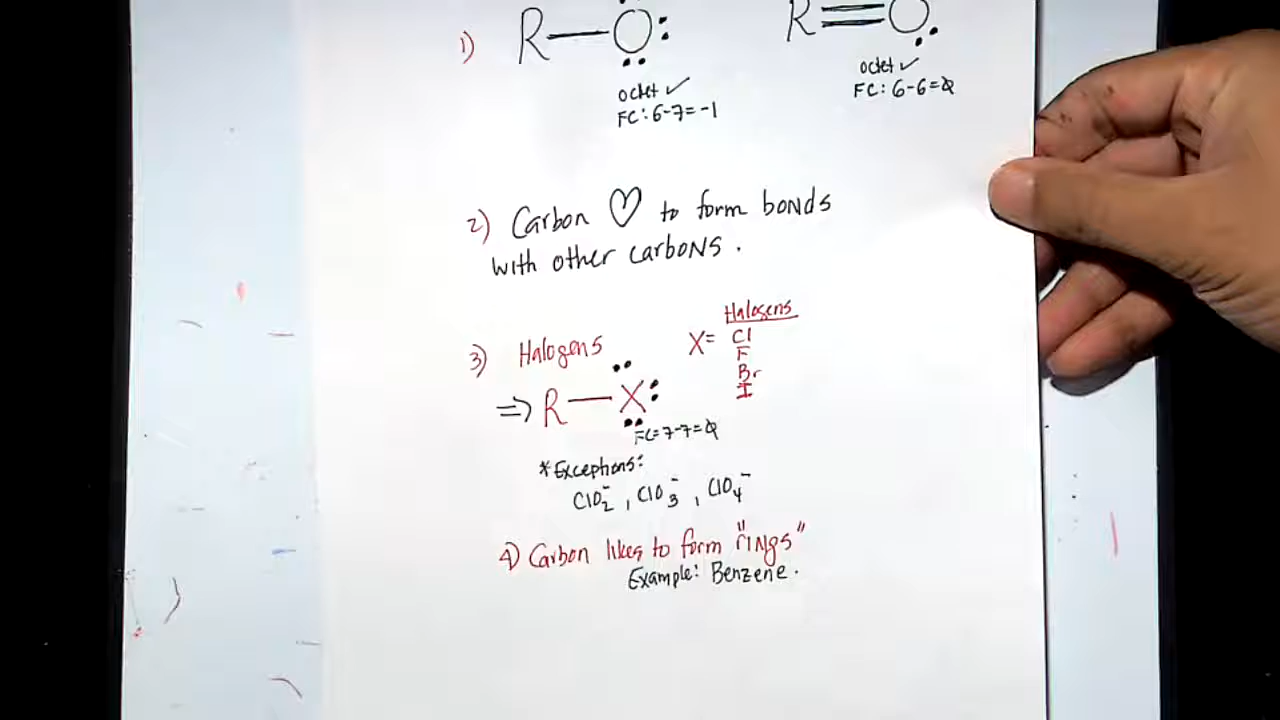 1) R—O: R=O
octet ✓ octet ✓
FC: 6-7=-1 FC: 6-6=0
2) Carbon ♡ to form bonds
with other carbons.
Halogens
3) Halogens X= Cl
F
Br
I
⇒ R—X:
FC=7-7=0
*Exceptions:
ClO₂⁻, ClO₃⁻, ClO₄⁻
4) Carbon likes to form "rings"
Example: Benzene.